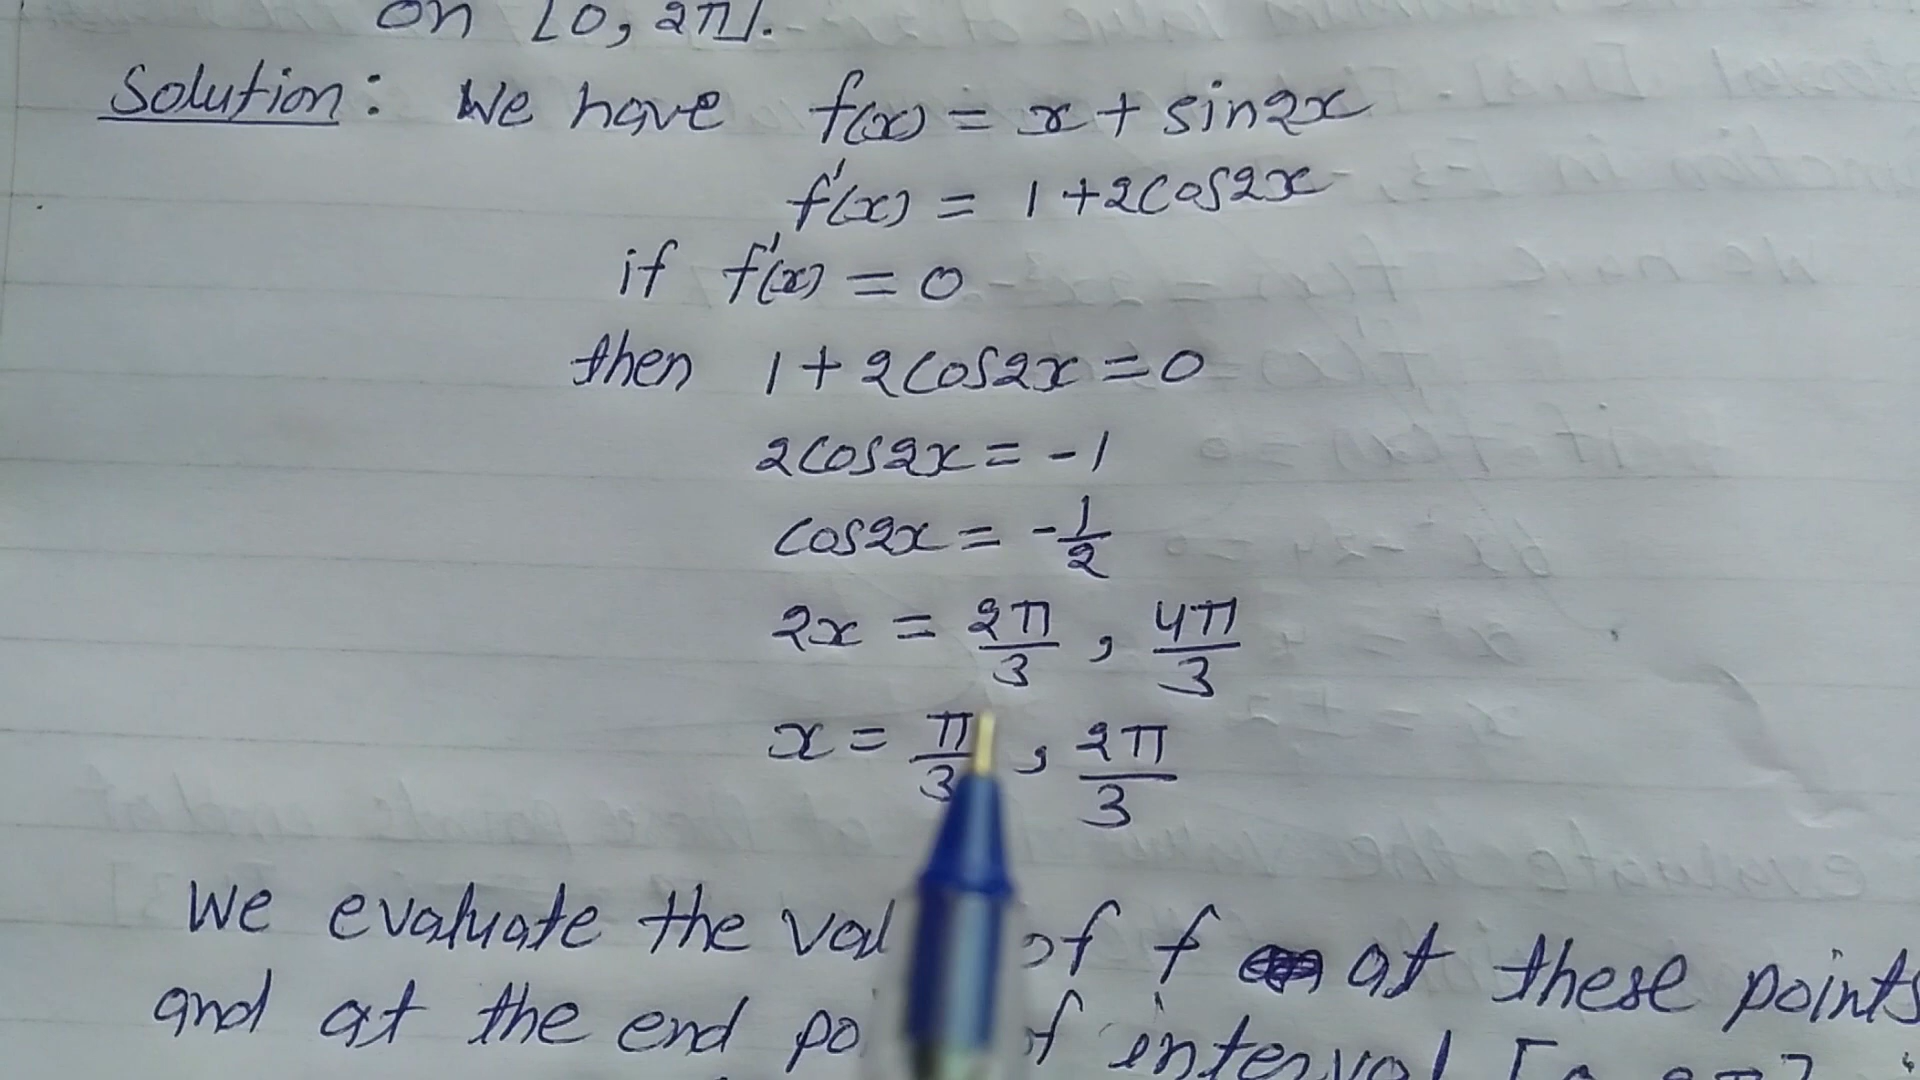 on [0, 2π].
Solution: We have f(x) = x + sin2x
f'(x) = 1 + 2cos2x
if f'(x) = 0
then 1 + 2cos2x = 0
2cos2x = -1
cos2x = -1/2
2x = 2π/3 , 4π/3
x = π/3 , 2π/3
We evaluate the of f at these points
and at the end of interval